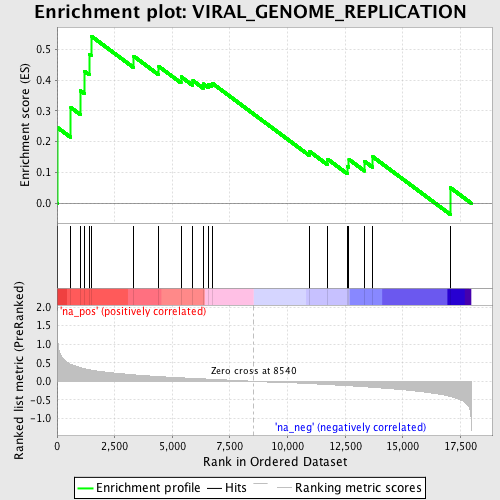 Enrichment plot: VIRAL_GENOME_REPLICATION
Enrichment score (ES)
0.5
0.4
0.3
0.2
0.1
0.0
Ranked list metric (PreRanked)
2.0
1.5
1.0
0.5
0.0
-0.5
-1.0
'na_pos' (positively correlated)
Zero cross at 8540
'na_neg' (negatively correlated)
0 2,500 5,000 7,500 10,000 12,500 15,000 17,500
Rank in Ordered Dataset
Enrichment profile Hits Ranking metric scores